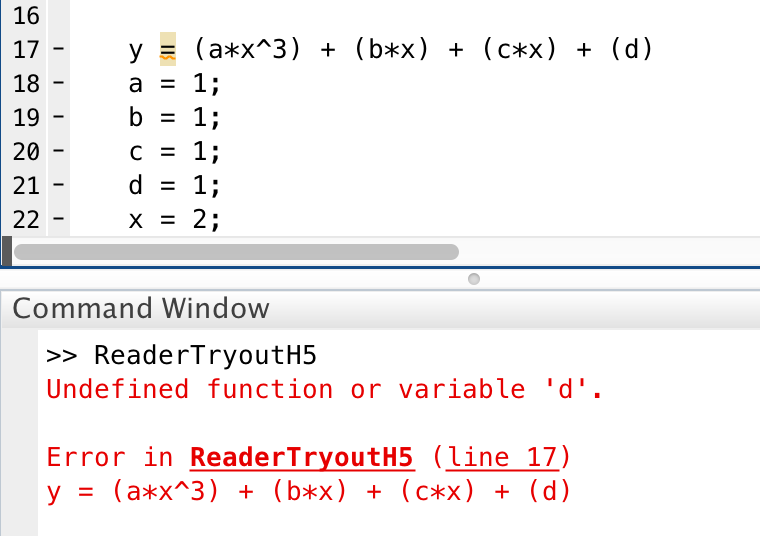 16
17 - y = (a*x^3) + (b*x) + (c*x) + (d)
18 - a = 1;
19 - b = 1;
20 - c = 1;
21 - d = 1;
22 - x = 2;
Command Window
>> ReaderTryoutH5
Undefined function or variable 'd'.
Error in ReaderTryoutH5 (line 17)
y = (a*x^3) + (b*x) + (c*x) + (d)